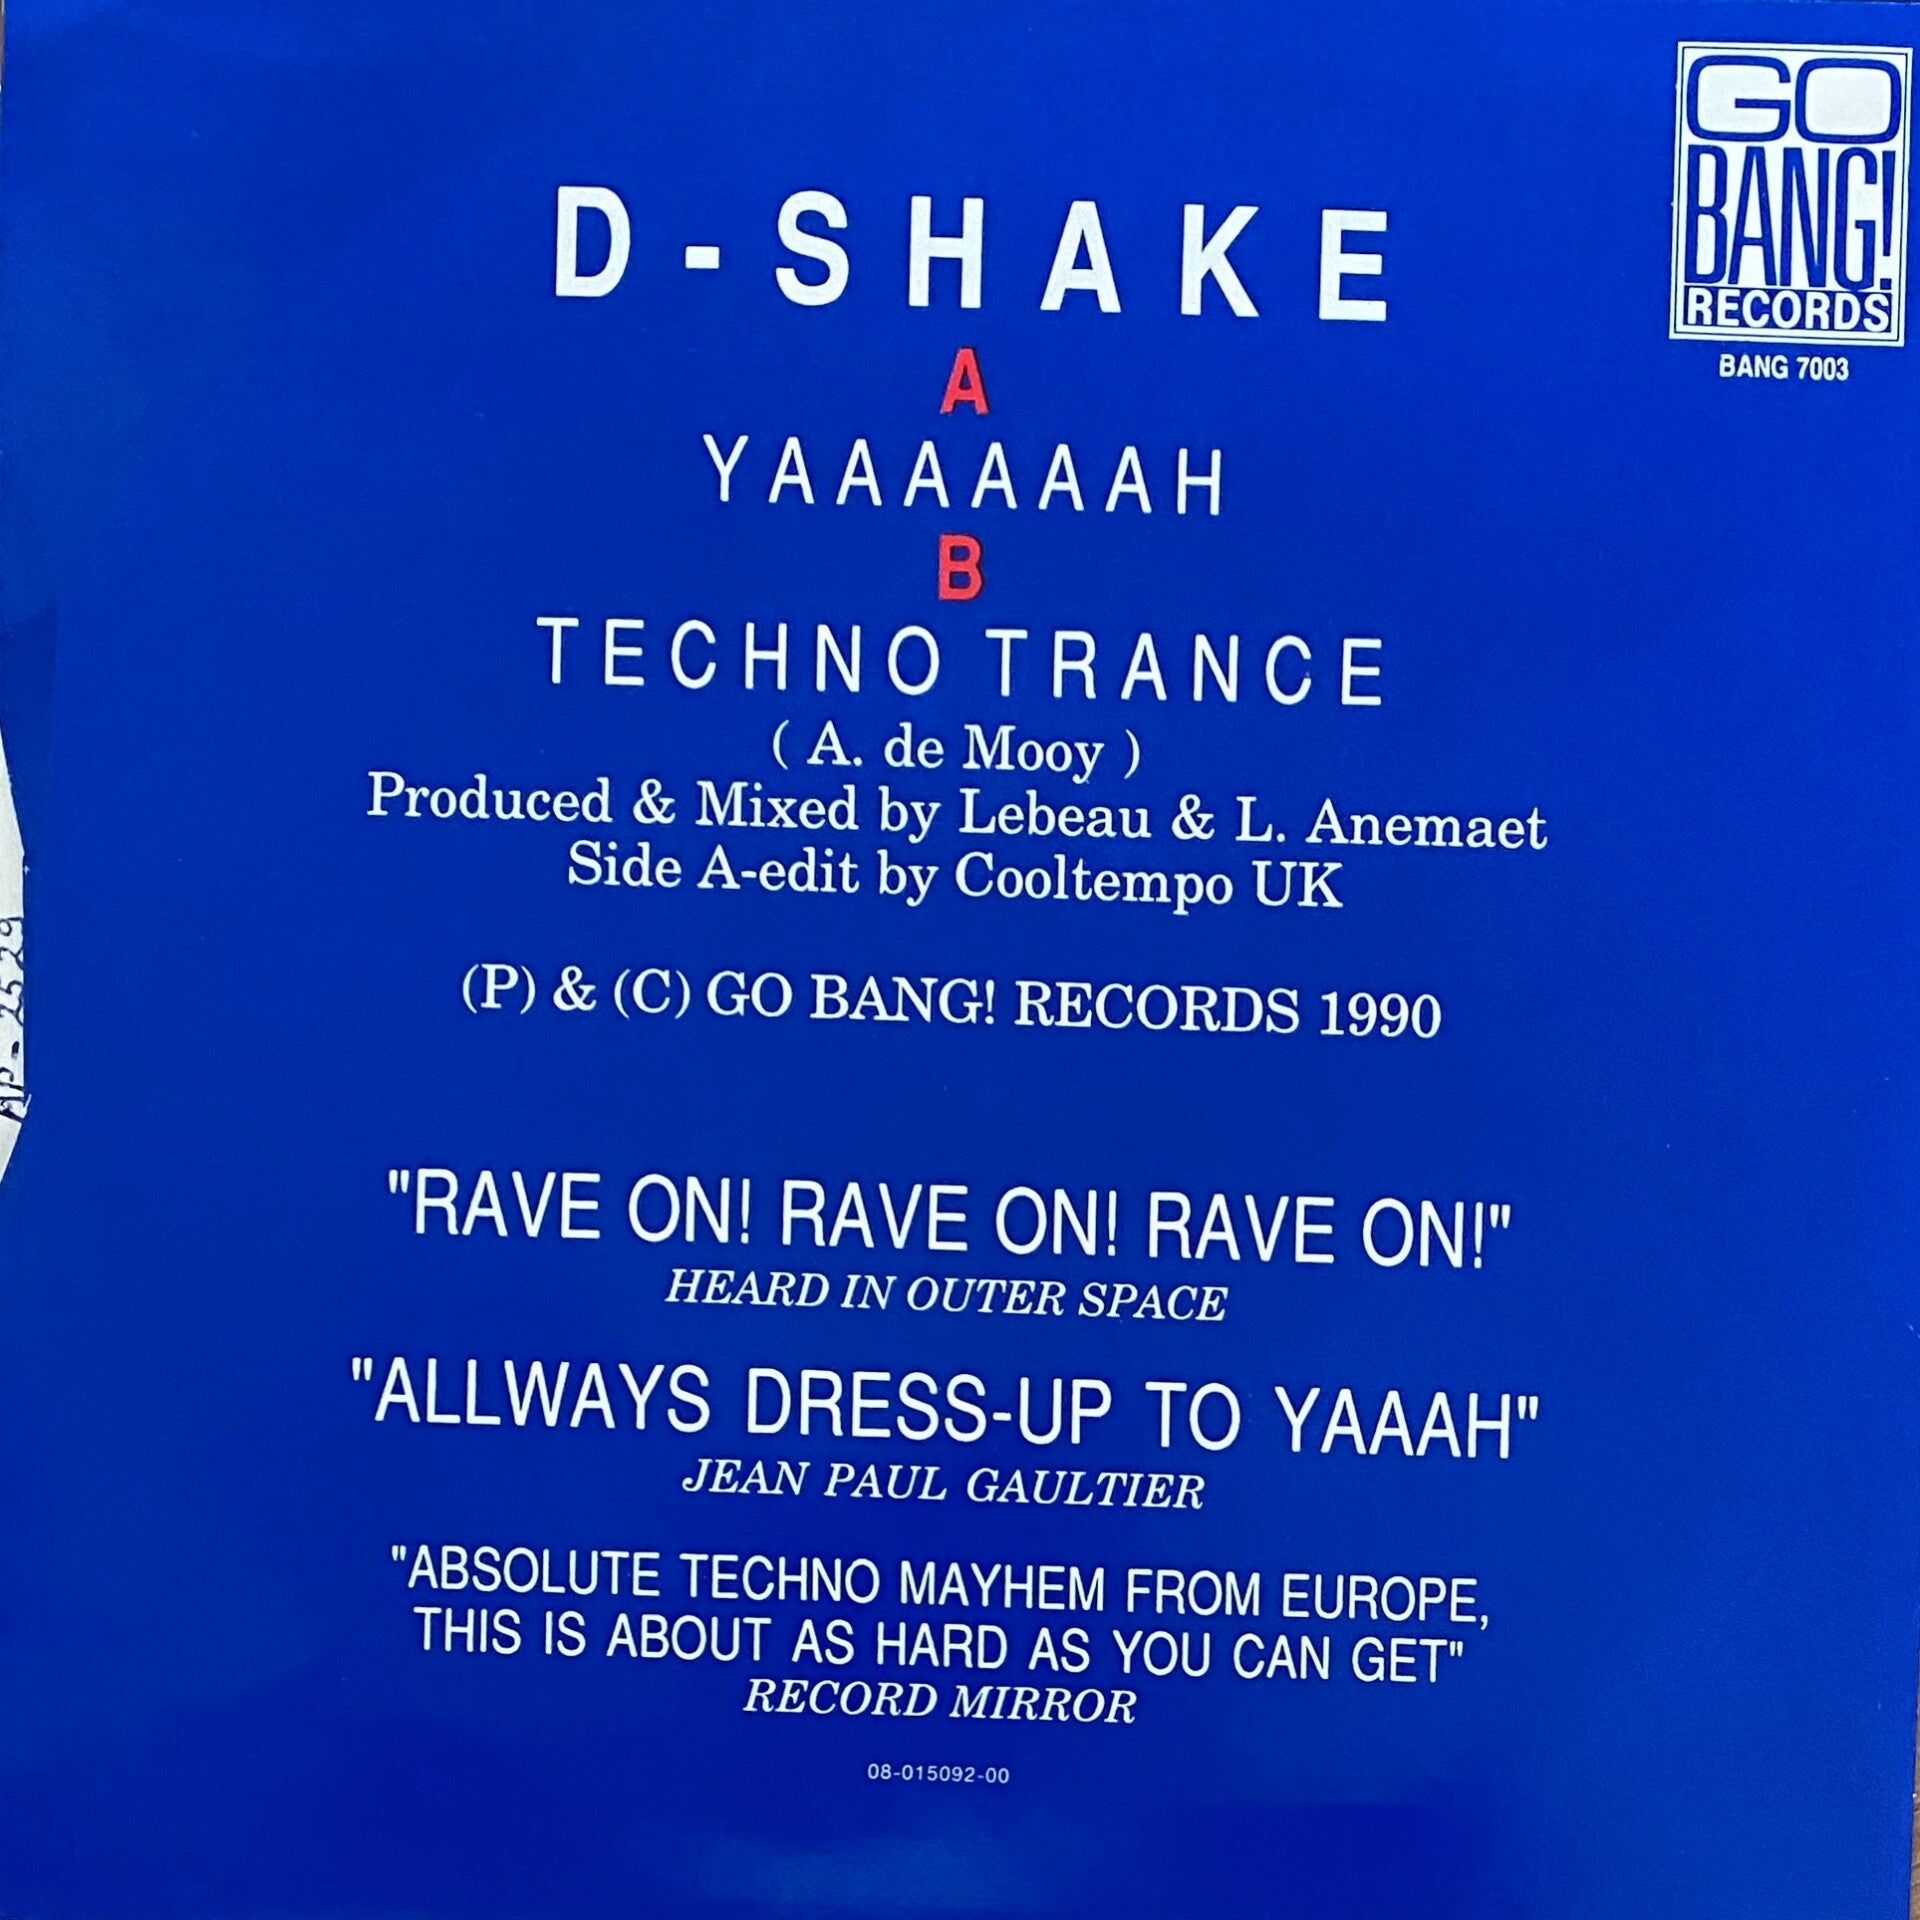 GO
BANG!
RECORDS
BANG 7003
D-SHAKE
A
YAAAAAAH
B
TECHNO TRANCE
( A. de Mooy )
Produced & Mixed by Lebeau & L. Anemaet
Side A-edit by Cooltempo UK
(P) & (C) GO BANG! RECORDS 1990
"RAVE ON! RAVE ON! RAVE ON!"
HEARD IN OUTER SPACE
"ALLWAYS DRESS-UP TO YAAAH"
JEAN PAUL GAULTIER
"ABSOLUTE TECHNO MAYHEM FROM EUROPE,
THIS IS ABOUT AS HARD AS YOU CAN GET"
RECORD MIRROR
08-015092-00